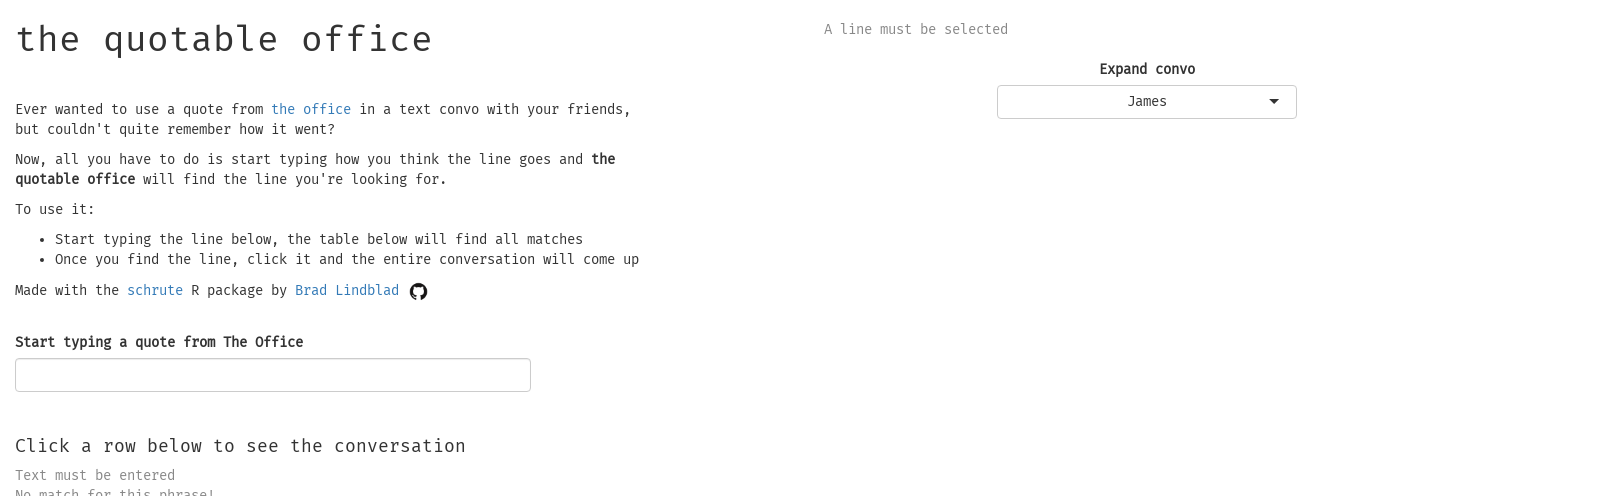 the quotable office
Ever wanted to use a quote from the office in a text convo with your friends,
but couldn't quite remember how it went?
Now, all you have to do is start typing how you think the line goes and the
quotable office will find the line you're looking for.
To use it:
• Start typing the line below, the table below will find all matches
• Once you find the line, click it and the entire conversation will come up
Made with the schrute R package by Brad Lindblad
Start typing a quote from The Office
Click a row below to see the conversation
Text must be entered
No match for this phrase!
A line must be selected
Expand convo
James